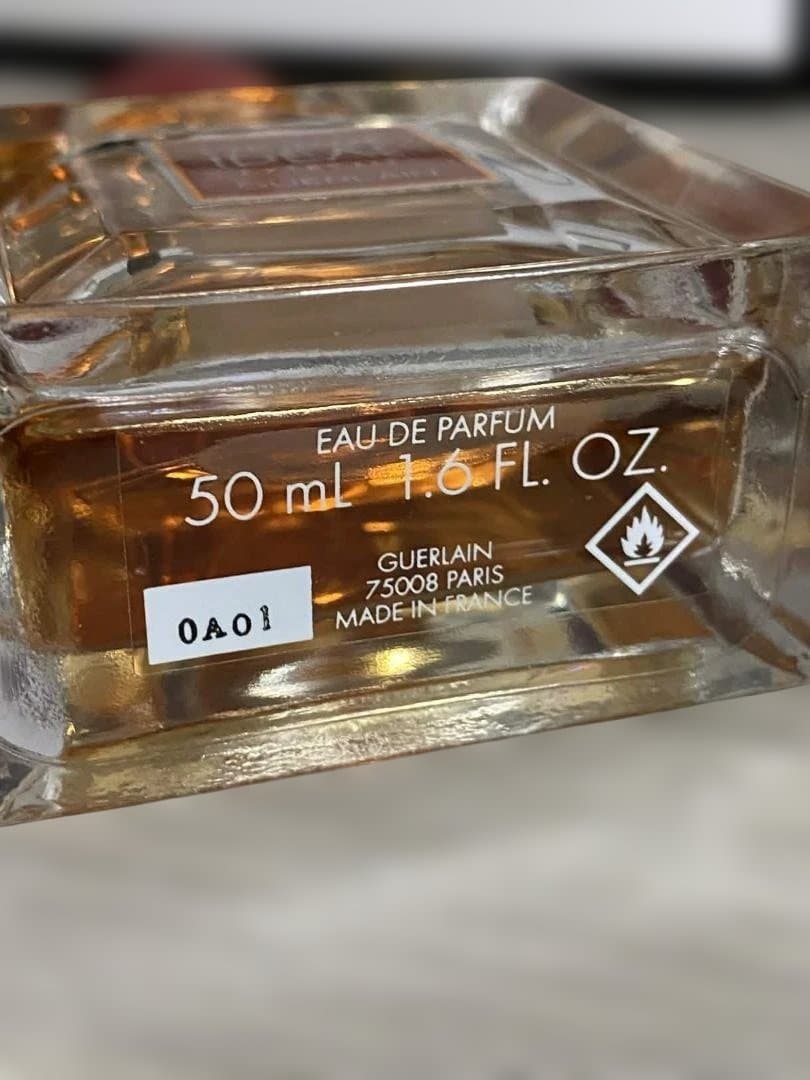 EAU DE PARFUM
50 mL 1.6 FL. OZ.
GUERLAIN
75008 PARIS
MADE IN FRANCE
0A01